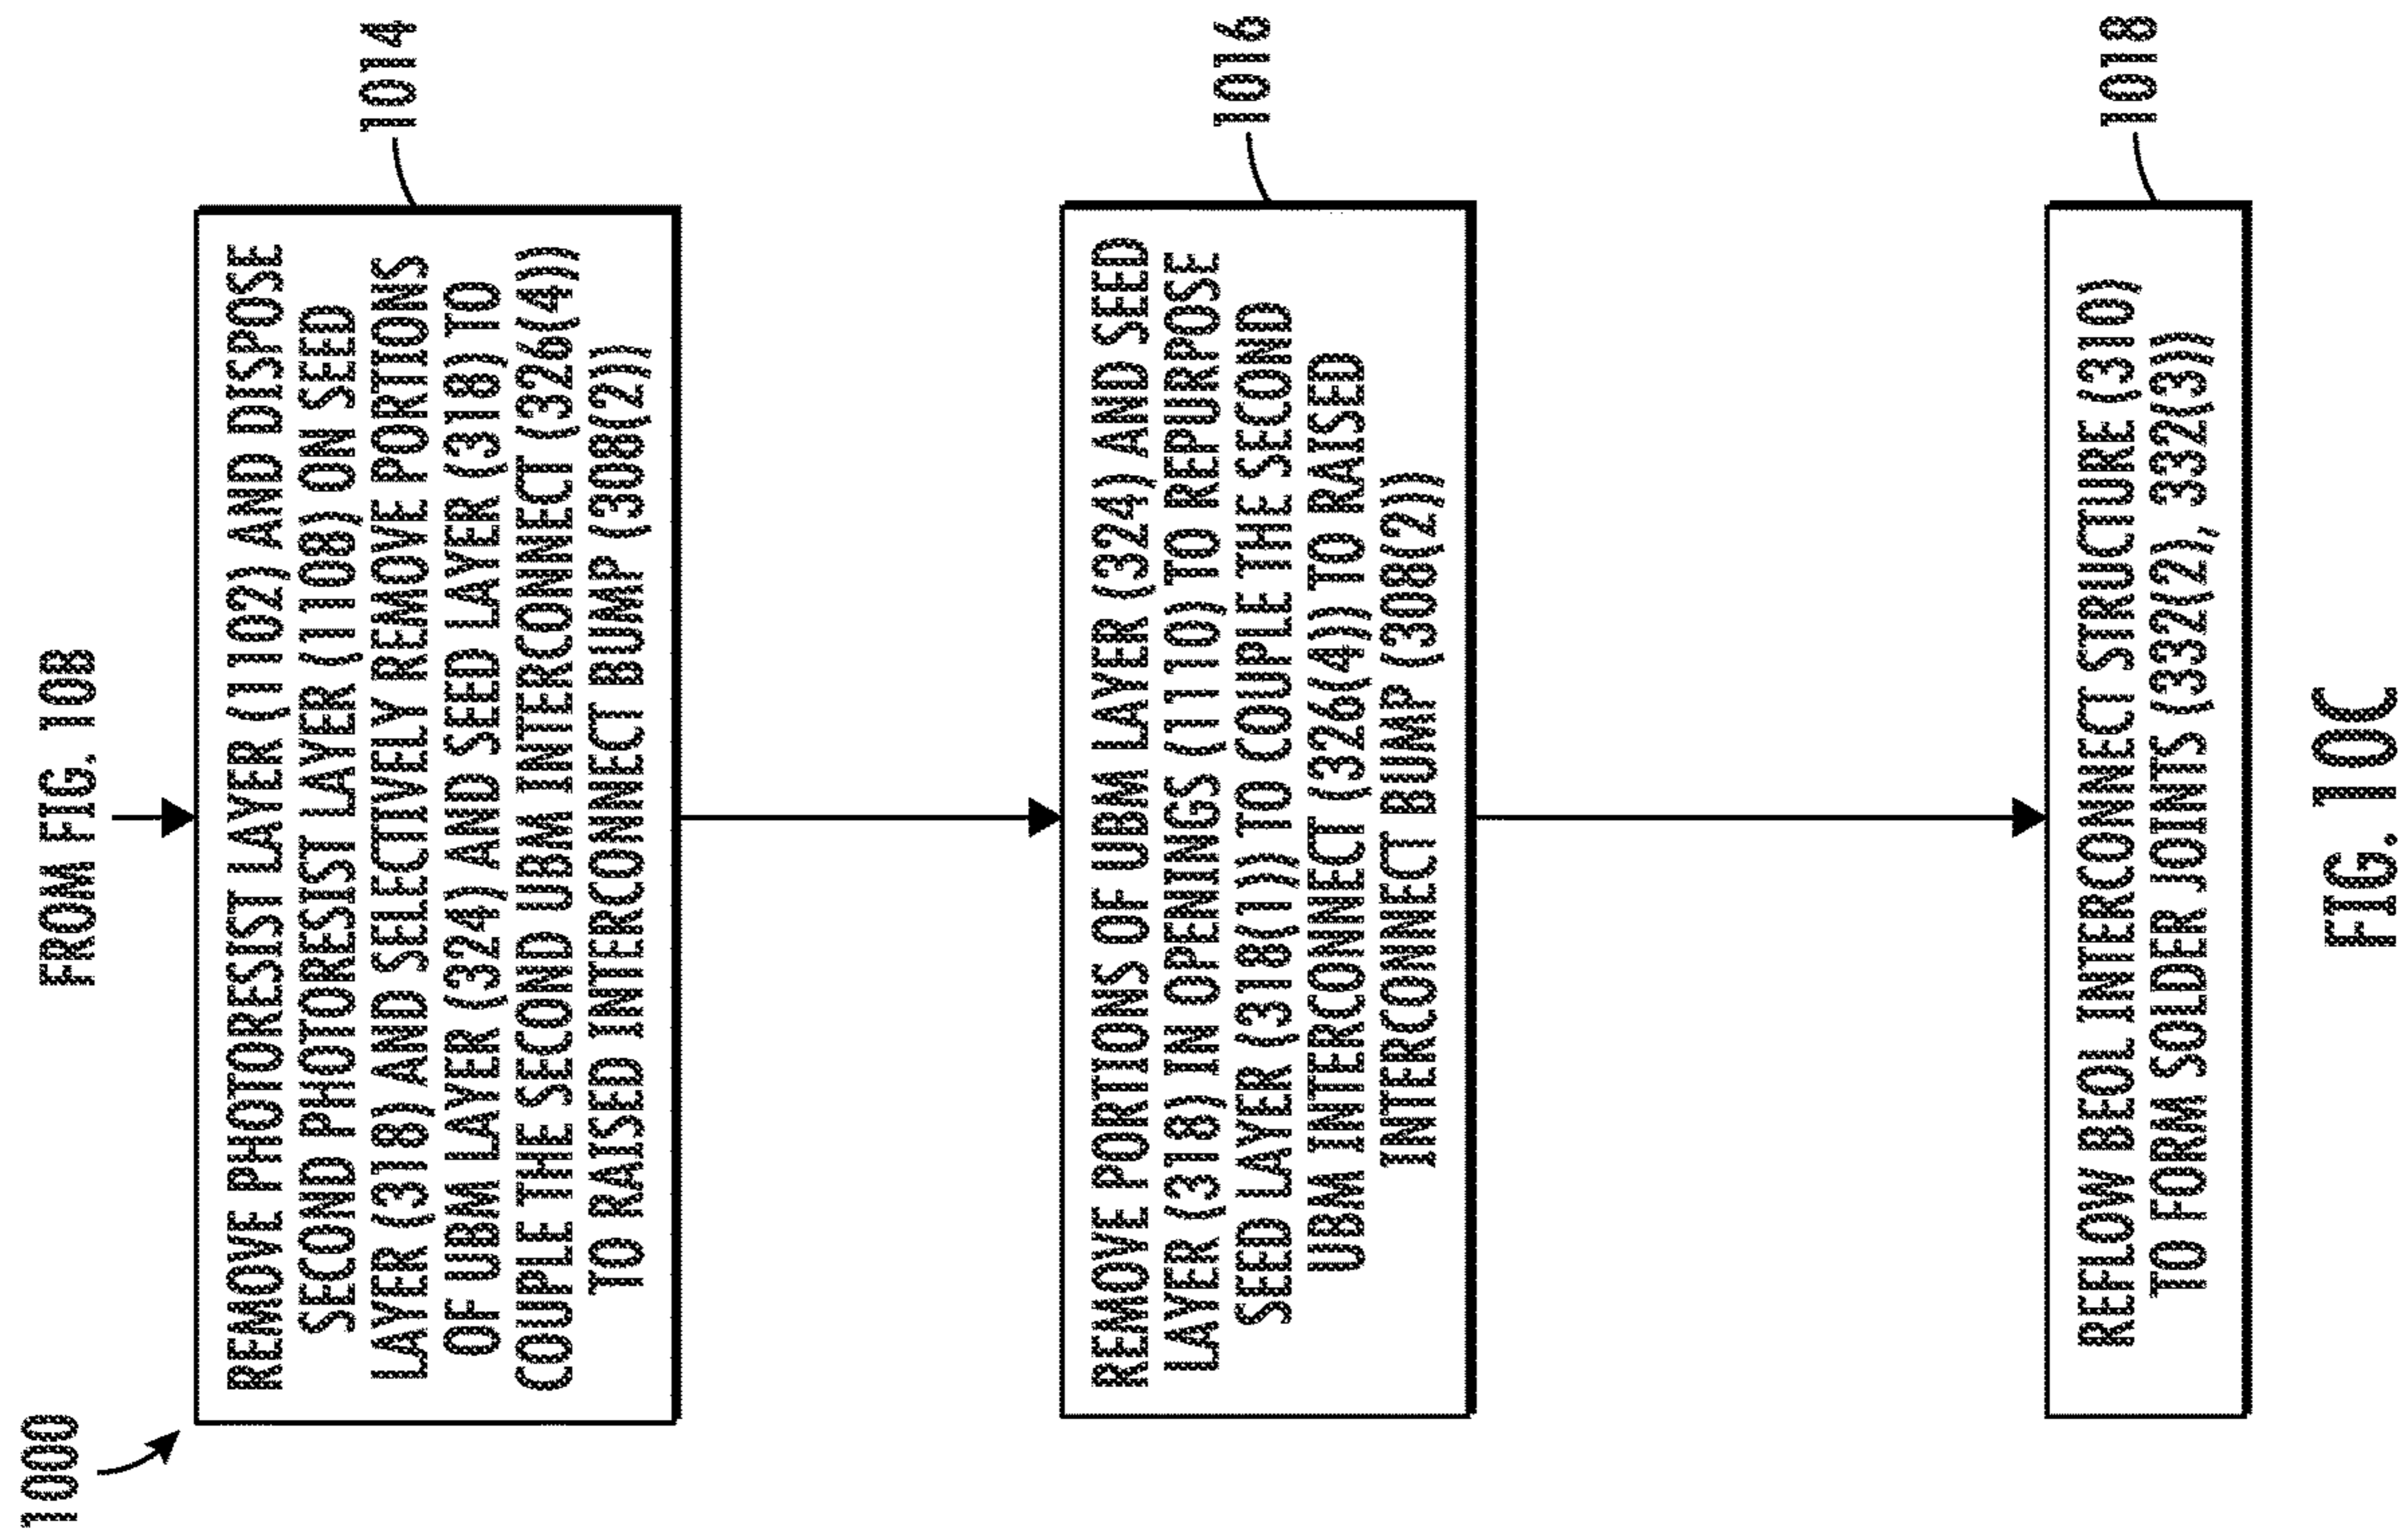 1000
FROM FIG. 10B
REMOVE PHOTORESIST LAYER (1102) AND DISPOSE
SECOND PHOTORESIST LAYER (1108) ON SEED
LAYER (318) AND SELECTIVELY REMOVE PORTIONS
OF UBM LAYER (324) AND SEED LAYER (318) TO
COUPLE THE SECOND UBM INTERCONNECT (326(4))
TO RAISED INTERCONNECT BUMP (308(2))
1014
REMOVE PORTIONS OF UBM LAYER (324) AND SEED
LAYER (318) IN OPENINGS (1110) TO REPURPOSE
SEED LAYER (318(1)) TO COUPLE THE SECOND
UBM INTERCONNECT (326(4)) TO RAISED
INTERCONNECT BUMP (308(2))
1016
REFLOW BEOL INTERCONNECT STRUCTURE (310)
TO FORM SOLDER JOINTS (332(2), 332(3))
1018
FIG. 10C